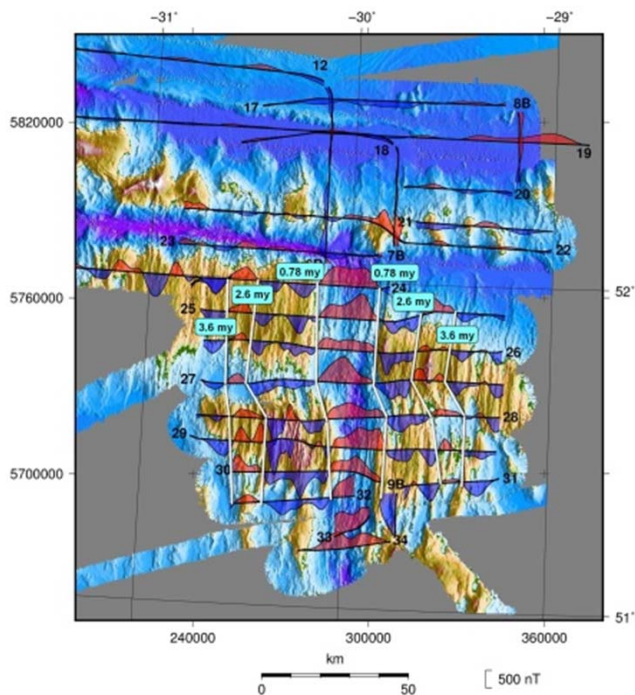 −31° −30° −29°
12
17 8B
5820000
18 19
20
21
23 22
7B
0.78 my 0.78 my
24 52°
2.6 my 2.6 my
5760000
25
3.6 my 3.6 my
26
27
28
29
30 31
5700000 9B
32
33 34
51°
240000 300000 360000
km
0 50
500 nT